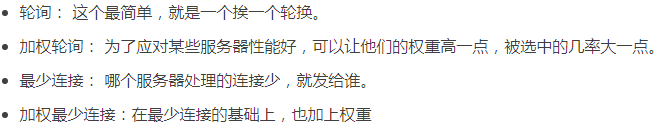 轮询： 这个最简单，就是一个挨一个轮换。
加权轮询： 为了应对某些服务器性能好，可以让他们的权重高一点，被选中的几率大一点。
最少连接： 哪个服务器处理的连接少，就发给谁。
加权最少连接：在最少连接的基础上，也加上权重